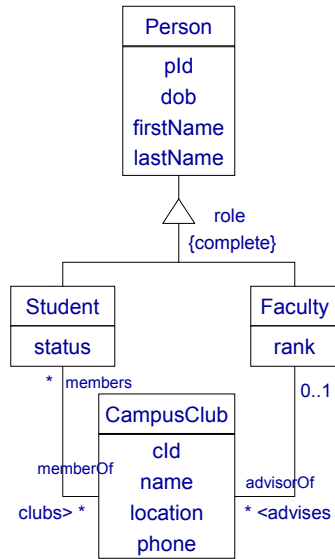 Person
pId
dob
firstName
lastName
role
{complete}
Student
status
Faculty
rank
* members
0..1
CampusClub
cId
name
location
phone
memberOf
clubs> *
advisorOf
* <advises